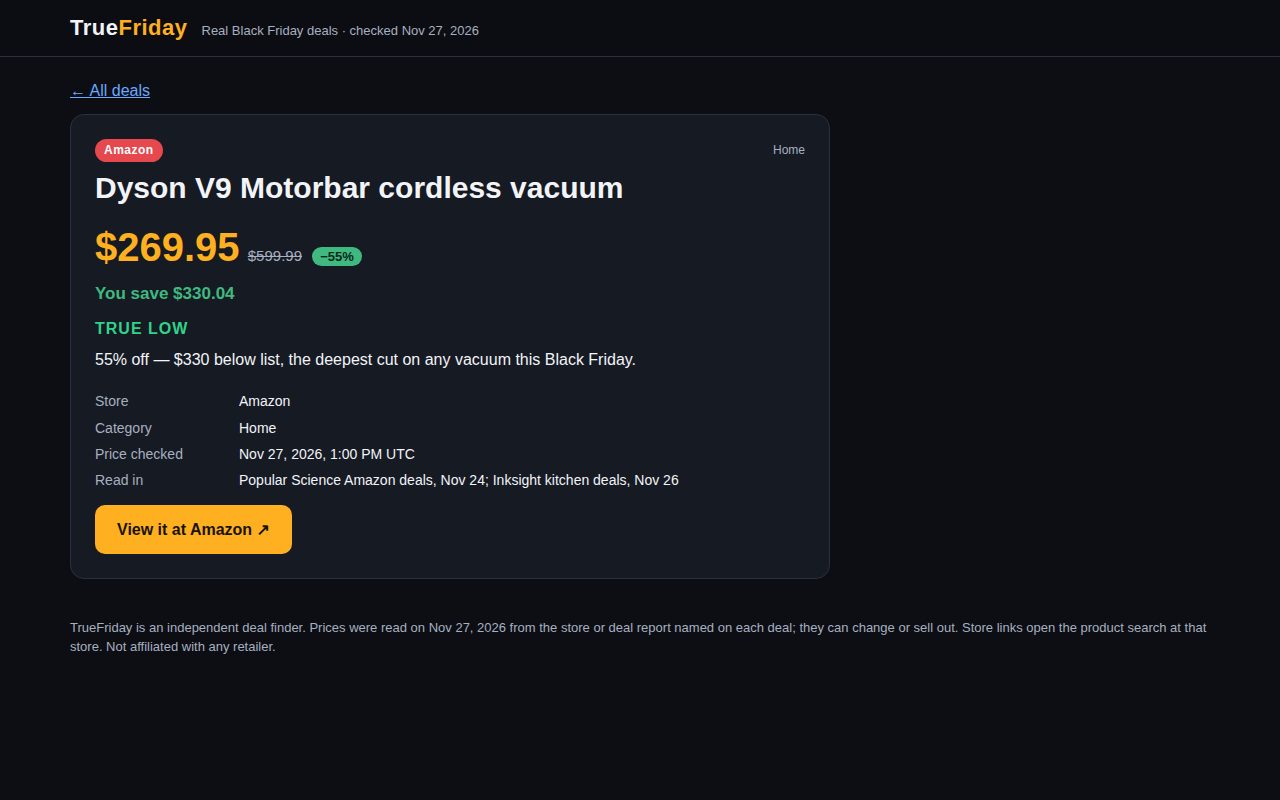 TrueFriday Real Black Friday deals · checked Nov 27, 2026
← All deals
Amazon Home
Dyson V9 Motorbar cordless vacuum
$269.95 $599.99 −55%
You save $330.04
TRUE LOW
55% off — $330 below list, the deepest cut on any vacuum this Black Friday.
Store Amazon
Category Home
Price checked Nov 27, 2026, 1:00 PM UTC
Read in Popular Science Amazon deals, Nov 24; Inksight kitchen deals, Nov 26
View it at Amazon ↗
TrueFriday is an independent deal finder. Prices were read on Nov 27, 2026 from the store or deal report named on each deal; they can change or sell out. Store links open the product search at that
store. Not affiliated with any retailer.